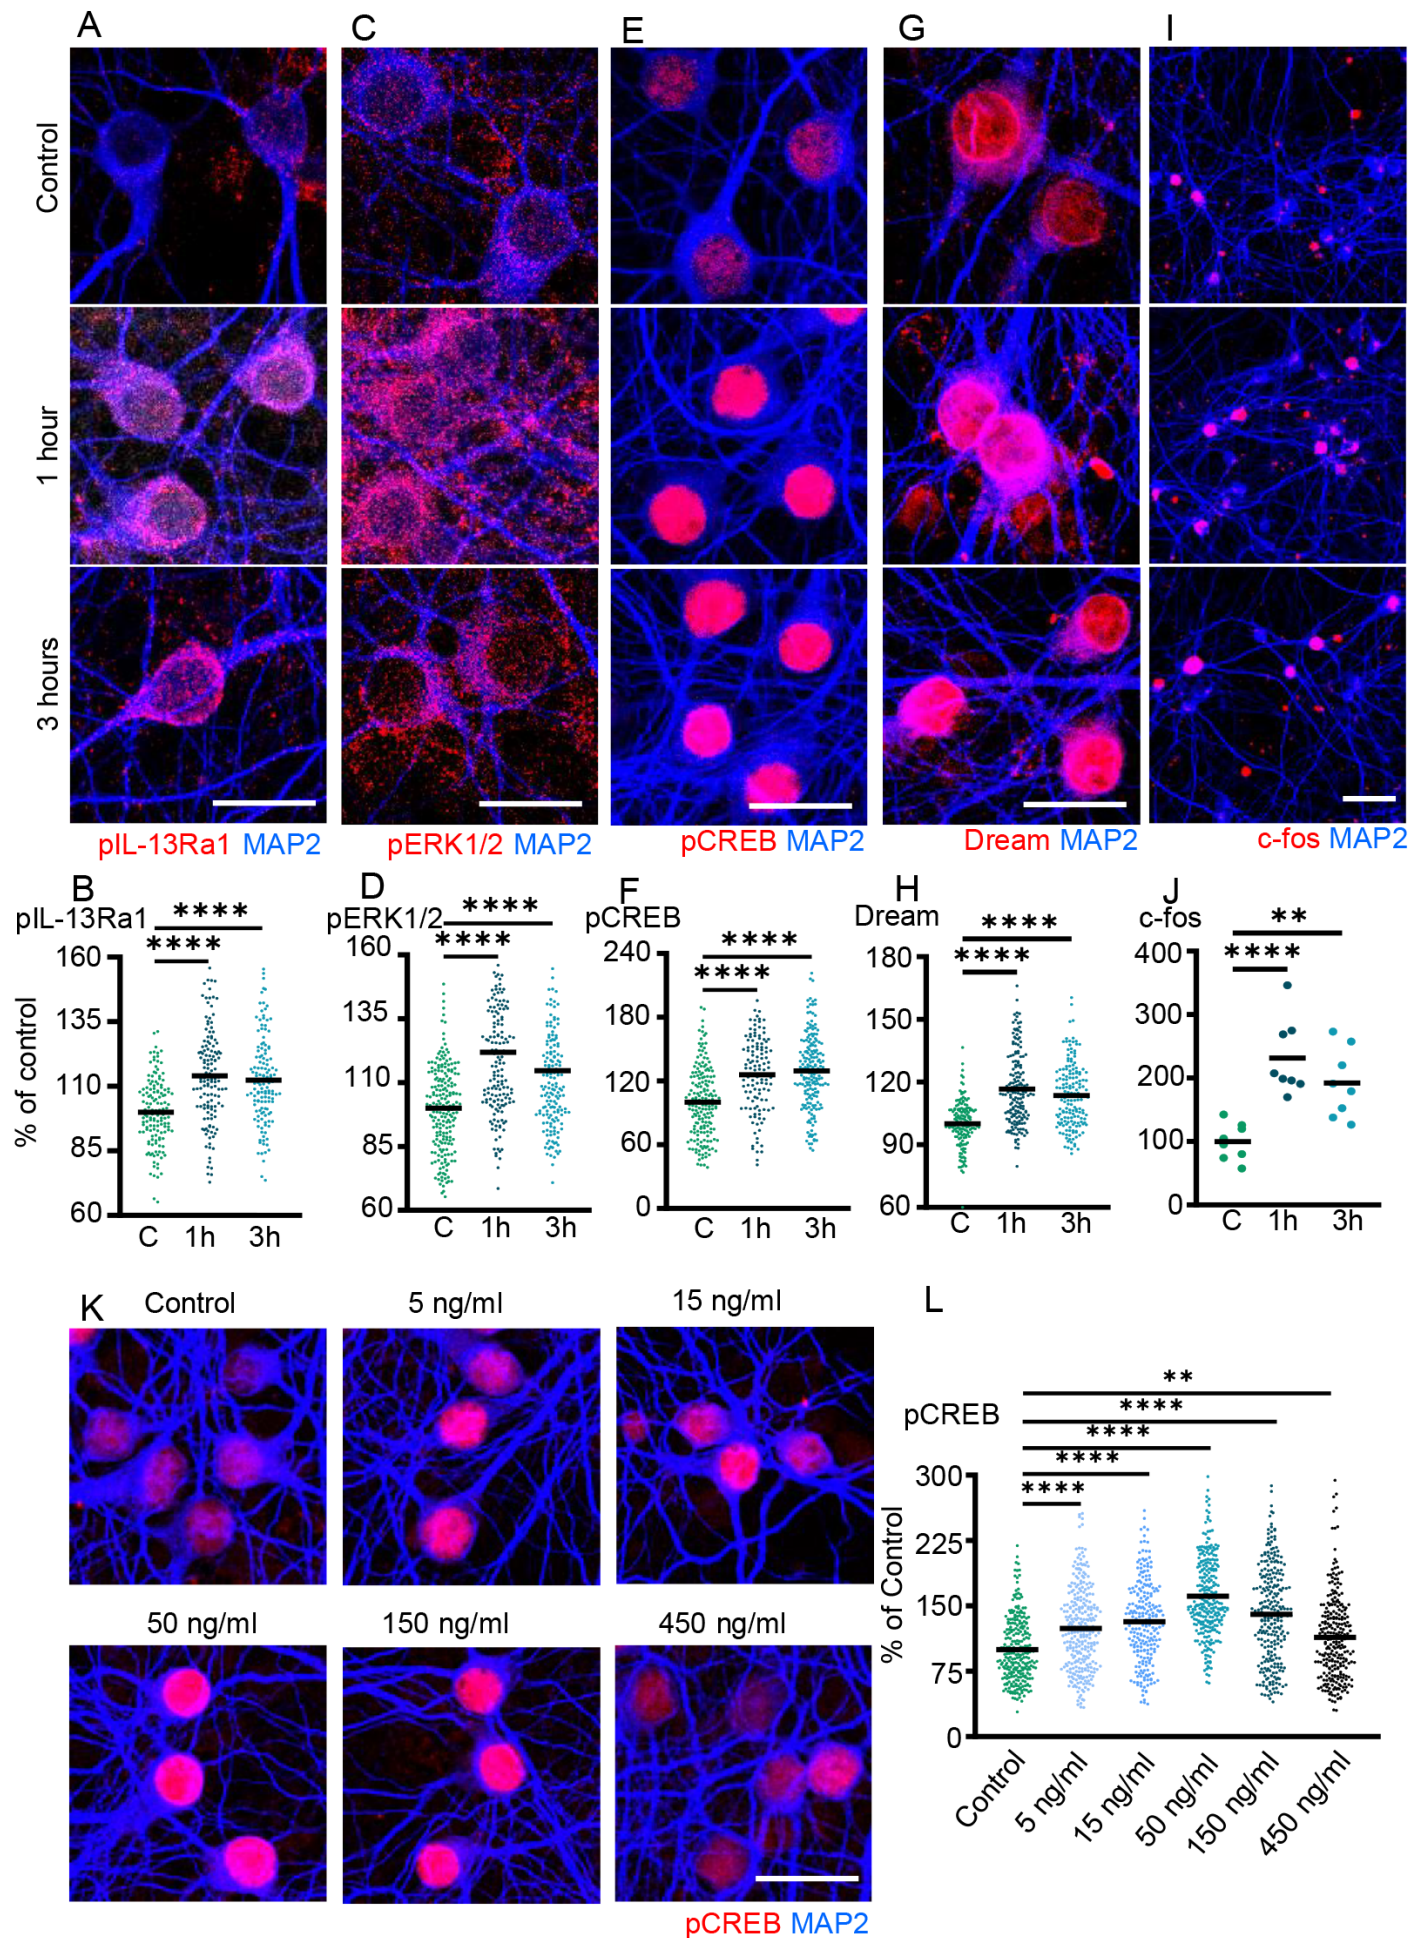 A C E G I
Control
1 hour
3 hours
pIL-13Ra1 MAP2
pERK1/2 MAP2
pCREB MAP2
Dream MAP2
c-fos MAP2
B
pIL-13Ra1
****
****
% of control
160
135
110
85
60
C 1h 3h
D
pERK1/2
****
****
160
135
110
85
60
C 1h 3h
F
pCREB
****
****
240
180
120
60
0
C 1h 3h
H
Dream
****
****
180
150
120
90
60
C 1h 3h
J
c-fos
**
****
400
300
200
100
0
C 1h 3h
K
Control 5 ng/ml 15 ng/ml
50 ng/ml 150 ng/ml 450 ng/ml
pCREB MAP2
L
pCREB
**
****
****
****
****
% of Control
300
225
150
75
0
Control 5 ng/ml 15 ng/ml 50 ng/ml 150 ng/ml 450 ng/ml